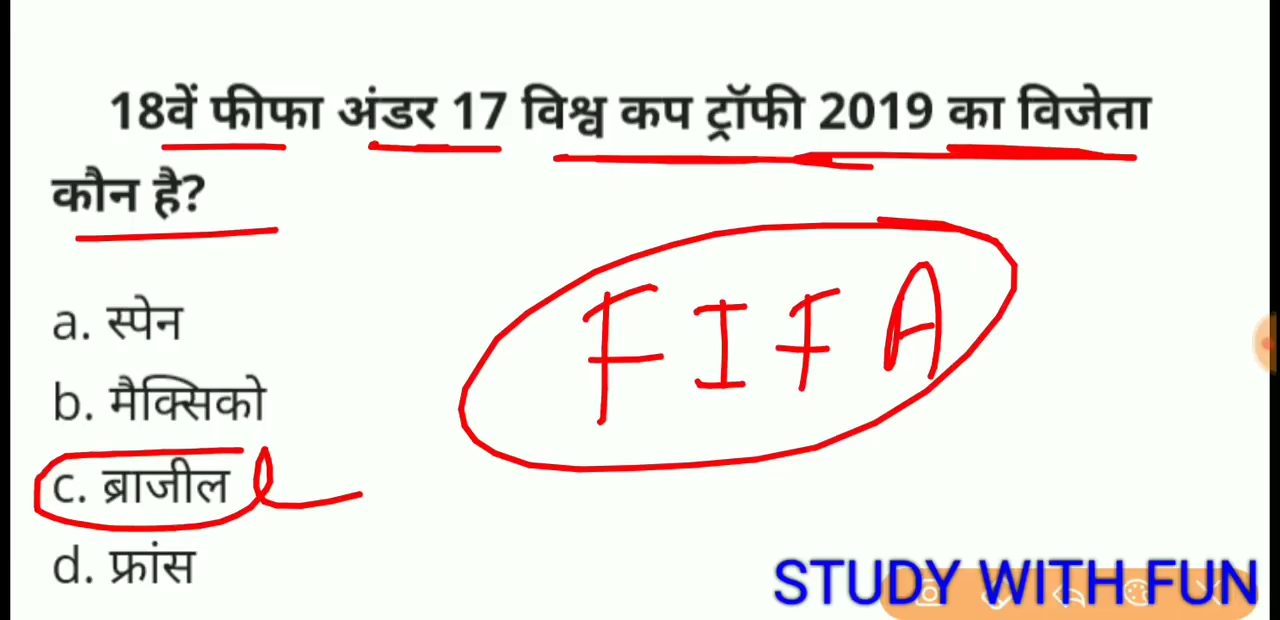 18वें फीफा अंडर 17 विश्व कप ट्रॉफी 2019 का विजेता
कौन है?
a. स्पेन
b. मैक्सिको
c. ब्राजील
d. फ्रांस
FIFA
STUDY WITH FUN